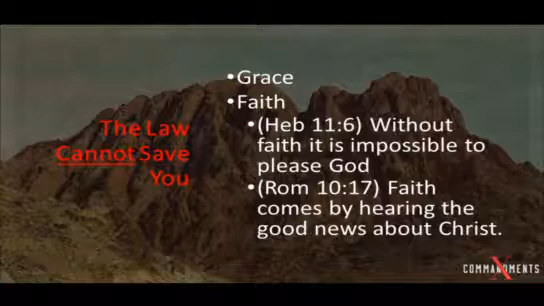 The Law
Cannot Save
You
•Grace
•Faith
•(Heb 11:6) Without
faith it is impossible to
please God
•(Rom 10:17) Faith
comes by hearing the
good news about Christ.
X
COMMANDMENTS